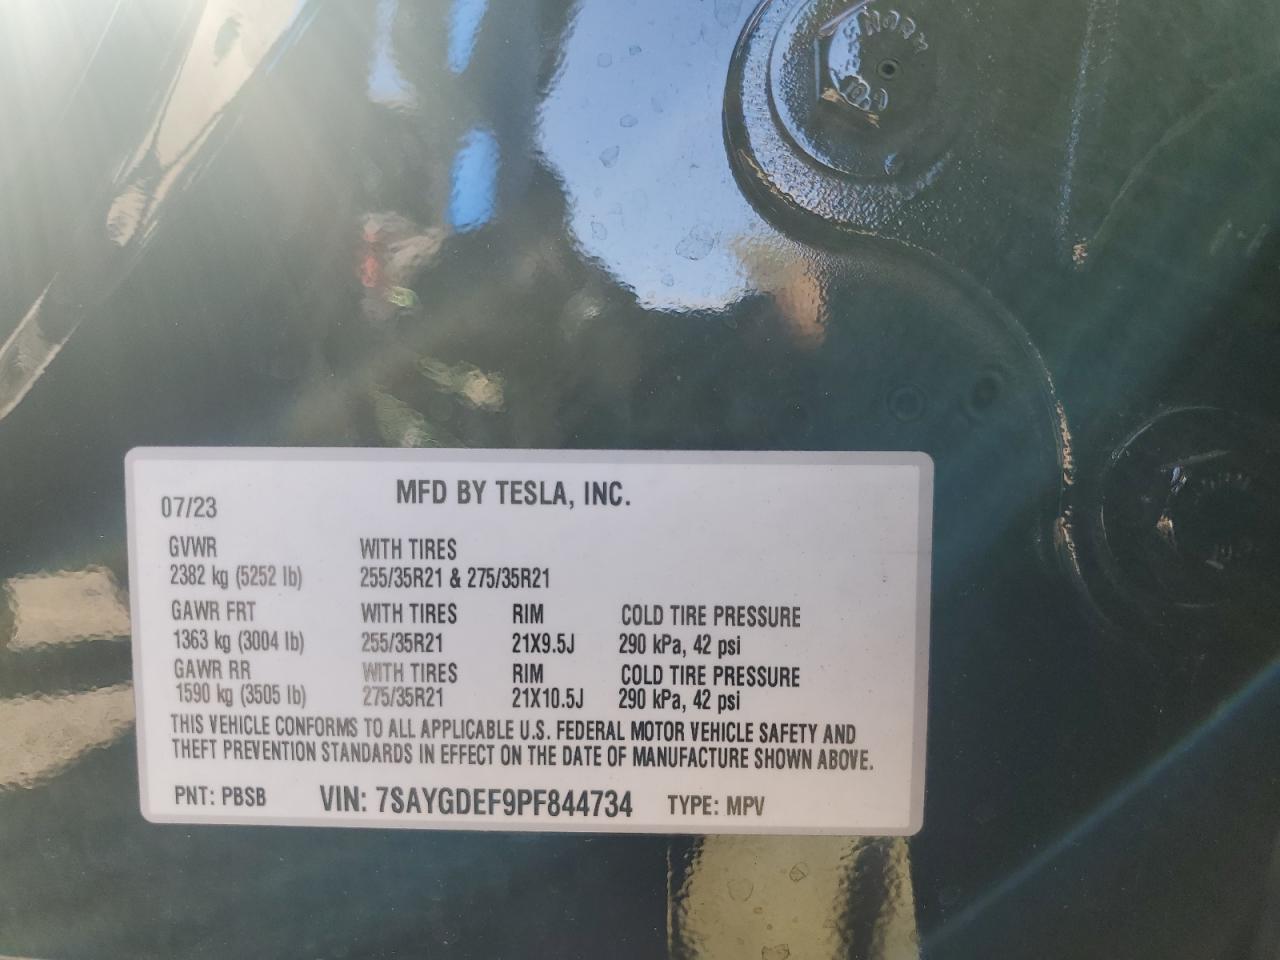 07/23
MFD BY TESLA, INC.
GVWR WITH TIRES
2382 kg (5252 lb) 255/35R21 & 275/35R21
GAWR FRT WITH TIRES RIM COLD TIRE PRESSURE
1363 kg (3004 lb) 255/35R21 21X9.5J 290 kPa, 42 psi
GAWR RR WITH TIRES RIM COLD TIRE PRESSURE
1590 kg (3505 lb) 275/35R21 21X10.5J 290 kPa, 42 psi
THIS VEHICLE CONFORMS TO ALL APPLICABLE U.S. FEDERAL MOTOR VEHICLE SAFETY AND
THEFT PREVENTION STANDARDS IN EFFECT ON THE DATE OF MANUFACTURE SHOWN ABOVE.
PNT: PBSB VIN: 7SAYGDEF9PF844734 TYPE: MPV